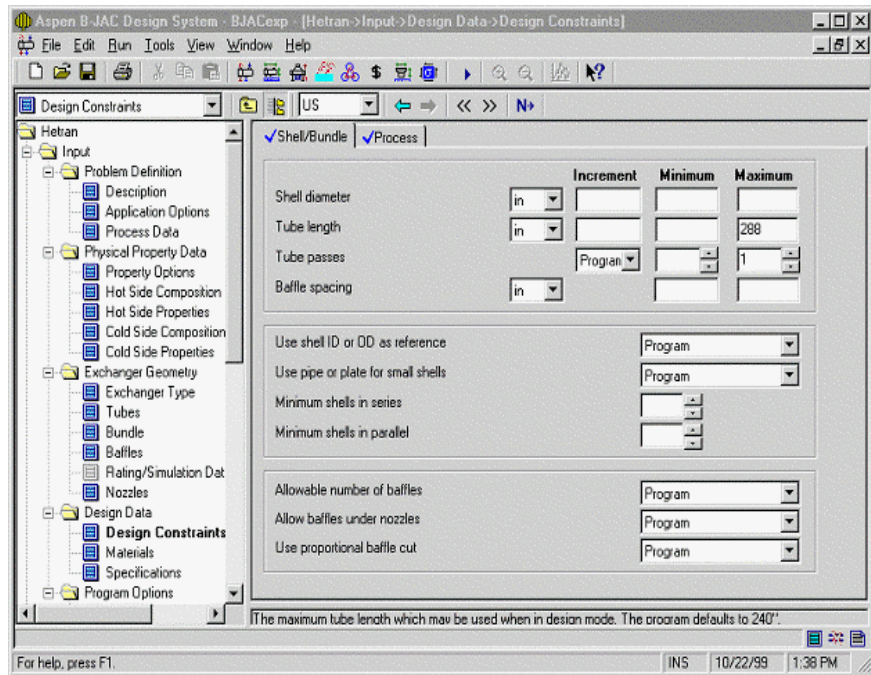 Aspen B-JAC Design System - BJACexp - [Hetran->Input->Design Data->Design Constraints]
File Edit Run Tools View Window Help
Design Constraints US N
Hetran
Input
Problem Definition
Description
Application Options
Process Data
Physical Property Data
Property Options
Hot Side Composition
Hot Side Properties
Cold Side Composition
Cold Side Properties
Exchanger Geometry
Exchanger Type
Tubes
Bundle
Baffles
Rating/Simulation Dat
Nozzles
Design Data
Design Constraints
Materials
Specifications
Program Options
Shell/Bundle Process
Increment Minimum Maximum
Shell diameter in
Tube length in 288
Tube passes Progran 1
Baffle spacing in
Use shell ID or OD as reference Program
Use pipe or plate for small shells Program
Minimum shells in series
Minimum shells in parallel
Allowable number of baffles Program
Allow baffles under nozzles Program
Use proportional baffle cut Program
The maximum tube length which may be used when in design mode. The program defaults to 240".
For help, press F1. INS 10/22/99 1:38 PM